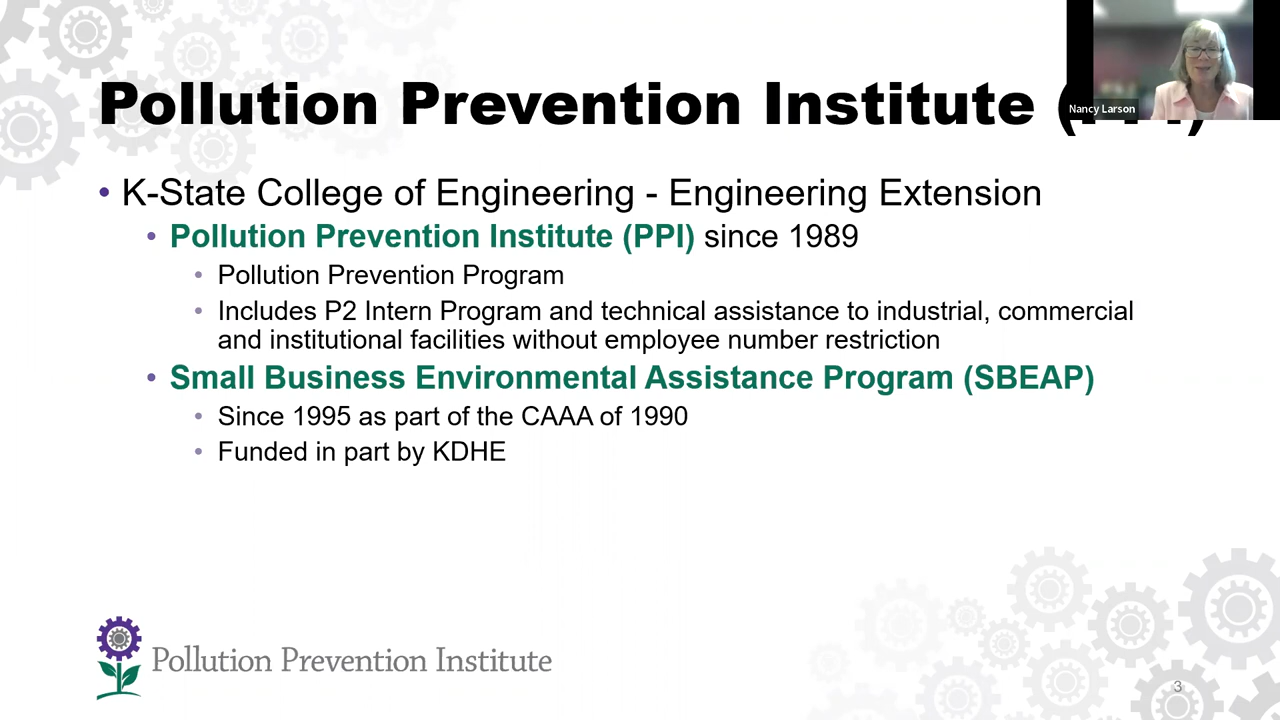 Pollution Prevention Institute
Nancy Larson
• K-State College of Engineering - Engineering Extension
• Pollution Prevention Institute (PPI) since 1989
• Pollution Prevention Program
• Includes P2 Intern Program and technical assistance to industrial, commercial
and institutional facilities without employee number restriction
• Small Business Environmental Assistance Program (SBEAP)
• Since 1995 as part of the CAAA of 1990
• Funded in part by KDHE
Pollution Prevention Institute
3